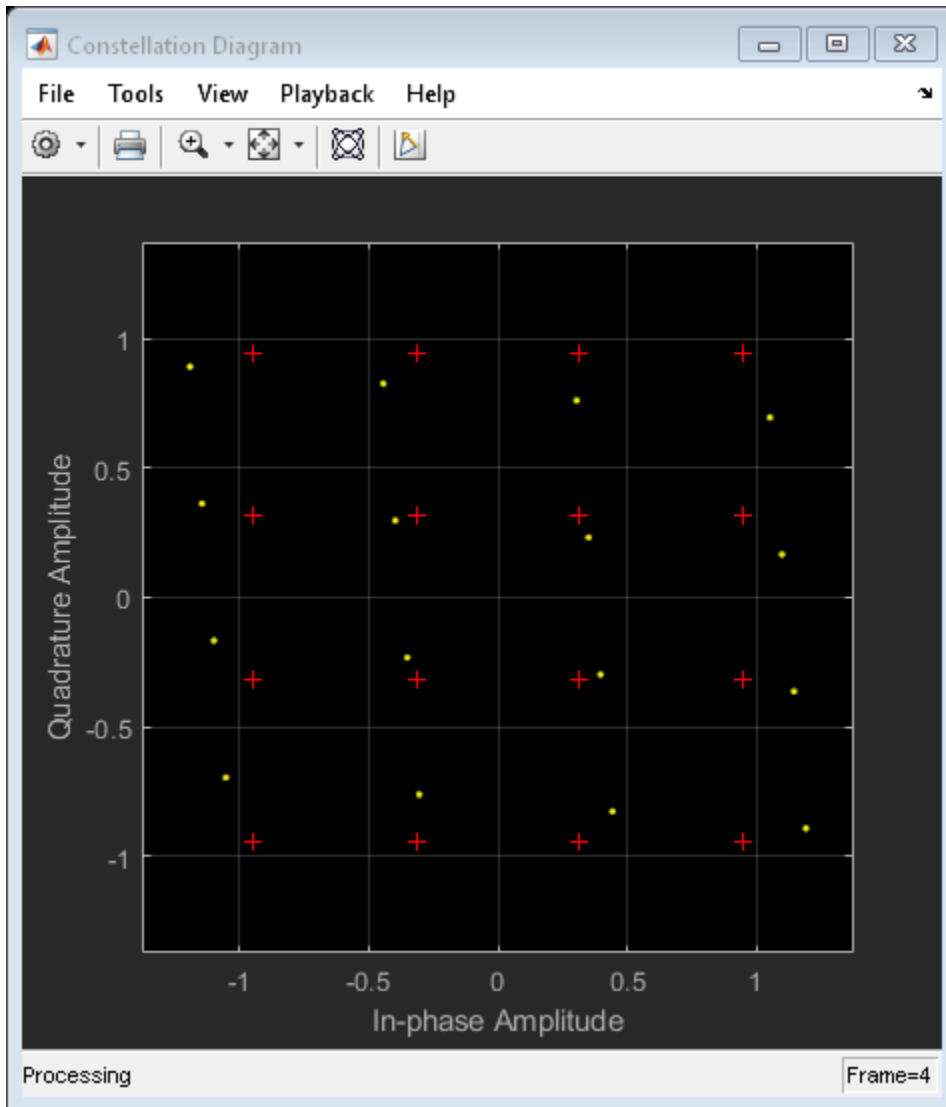 Constellation Diagram
File Tools View Playback Help
1
0.5
0
-0.5
-1
Quadrature Amplitude
-1 -0.5 0 0.5 1
In-phase Amplitude
Processing Frame=4